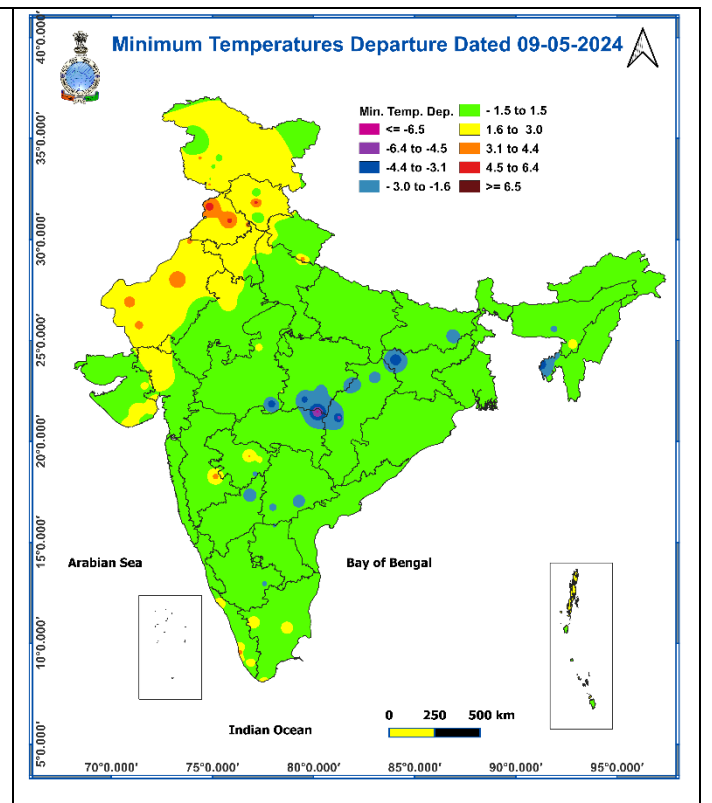 Minimum Temperatures Departure Dated 09-05-2024
Min. Temp. Dep.
<= -6.5
-6.4 to -4.5
-4.4 to -3.1
- 3.0 to -1.6
- 1.5 to 1.5
1.6 to 3.0
3.1 to 4.4
4.5 to 6.4
>= 6.5
40°0.000'
35°0.000'
30°0.000'
25°0.000'
20°0.000'
15°0.000'
10°0.000'
5°0.000'
Arabian Sea
Bay of Bengal
Indian Ocean
0 250 500 km
70°0.000' 75°0.000' 80°0.000' 85°0.000' 90°0.000' 95°0.000'